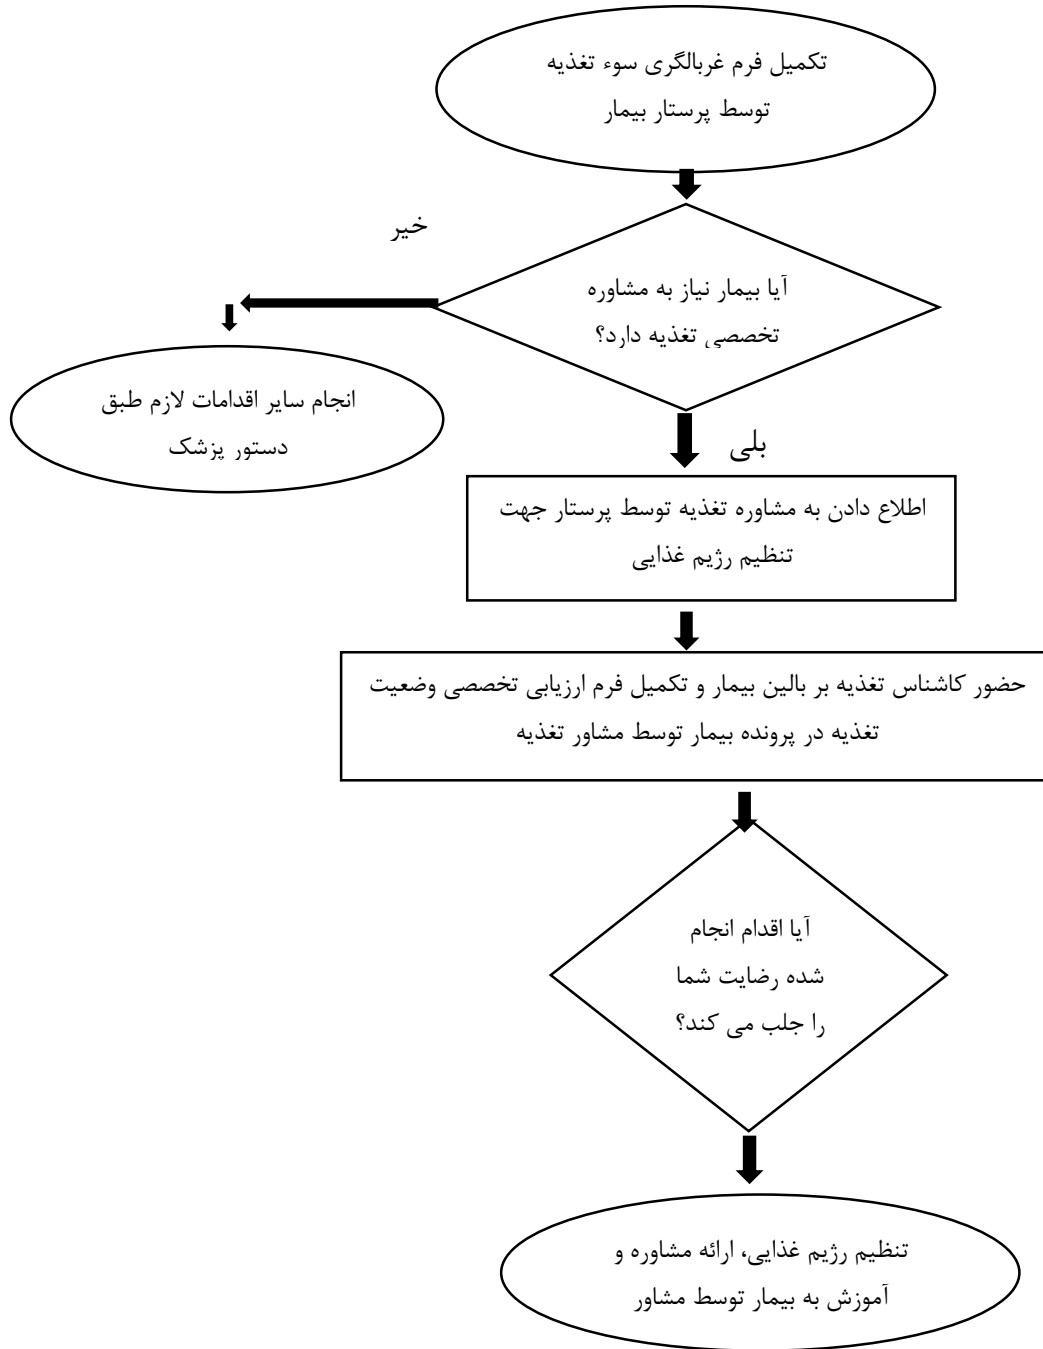 تکمیل فرم غربالگری سوء تغذیه
توسط پرستار بیمار
خیر
آیا بیمار نیاز به مشاوره
تخصصی تغذیه دارد؟
انجام سایر اقدامات لازم طبق
دستور پزشک
بلی
اطلاع دادن به مشاوره تغذیه توسط پرستار جهت
تنظیم رژیم غذایی
حضور کاشناس تغذیه بر بالین بیمار و تکمیل فرم ارزیابی تخصصی وضعیت
تغذیه در پرونده بیمار توسط مشاور تغذیه
آیا اقدام انجام
شده رضایت شما
را جلب می کند؟
تنظیم رژیم غذایی، ارائه مشاوره و
آموزش به بیمار توسط مشاور